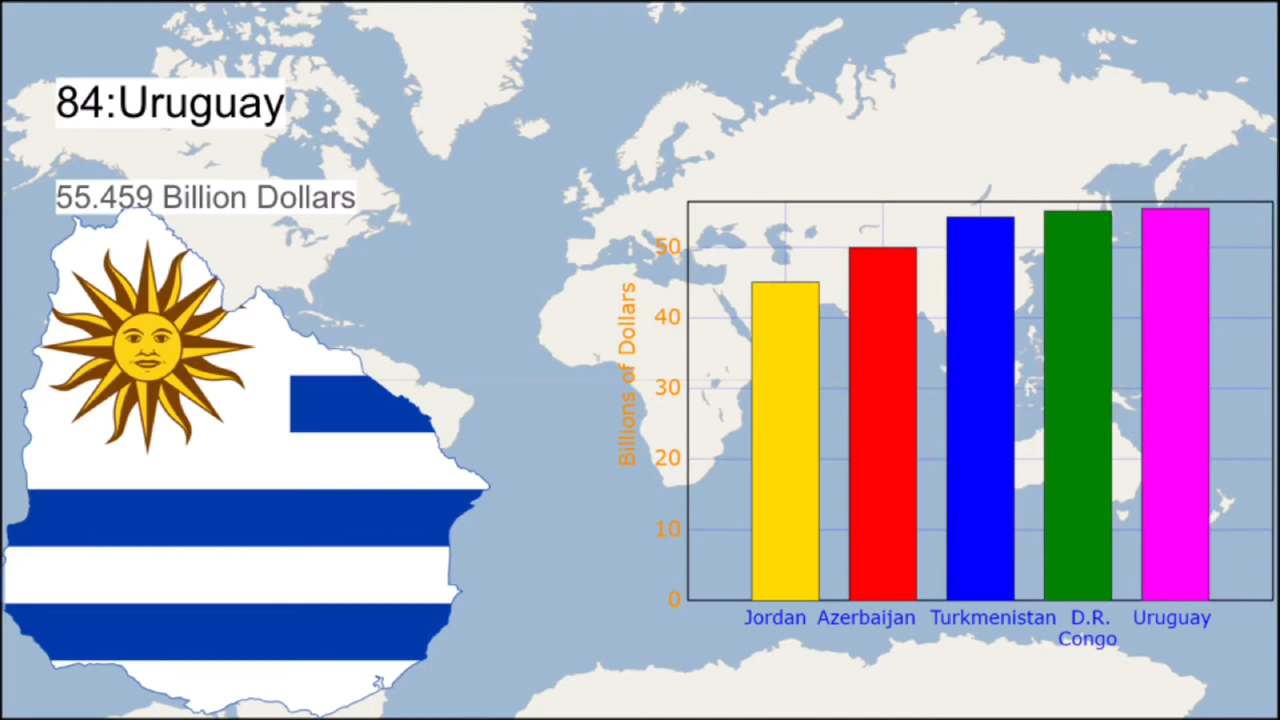 84:Uruguay
55.459 Billion Dollars
Billions of Dollars
50
40
30
20
10
0
Jordan Azerbaijan Turkmenistan D.R. Uruguay
Congo